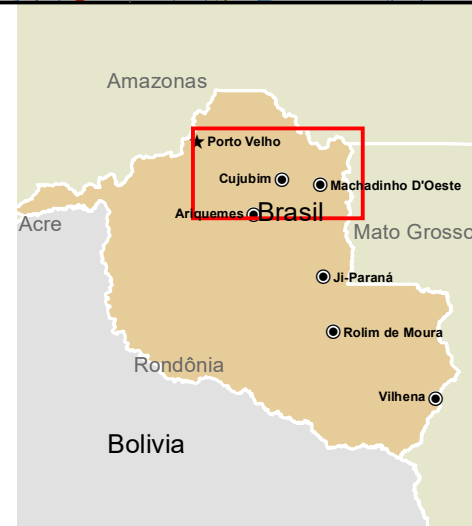 Amazonas
Porto Velho
Cujubim
Machadinho D'Oeste
Ariquemes
Brasil
Acre
Mato Grosso
Ji-Paraná
Rolim de Moura
Rondônia
Vilhena
Bolivia